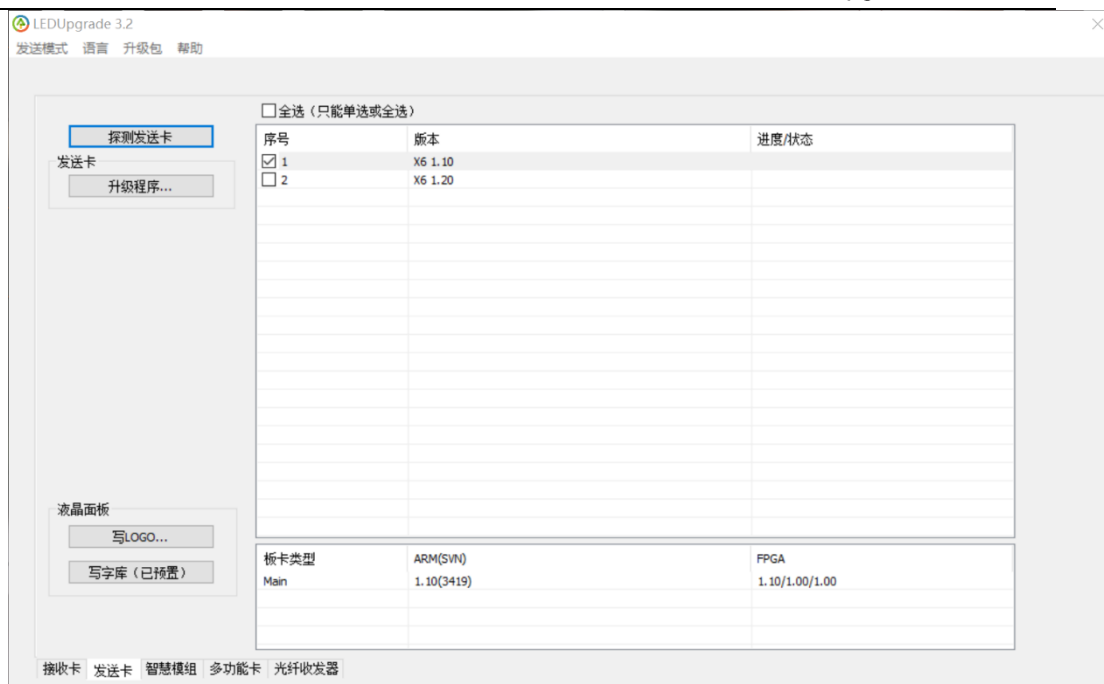 LEDUpgrade 3.2
发送模式 语言 升级包 帮助
全选（只能单选或全选）
探测发送卡
发送卡
升级程序...
序号 版本 进度/状态
1 X6 1.10
2 X6 1.20
液晶面板
写LOGO...
写字库（已预置）
板卡类型 ARM(SVN) FPGA
Main 1.10(3419) 1.10/1.00/1.00
接收卡 发送卡 智慧模组 多功能卡 光纤收发器